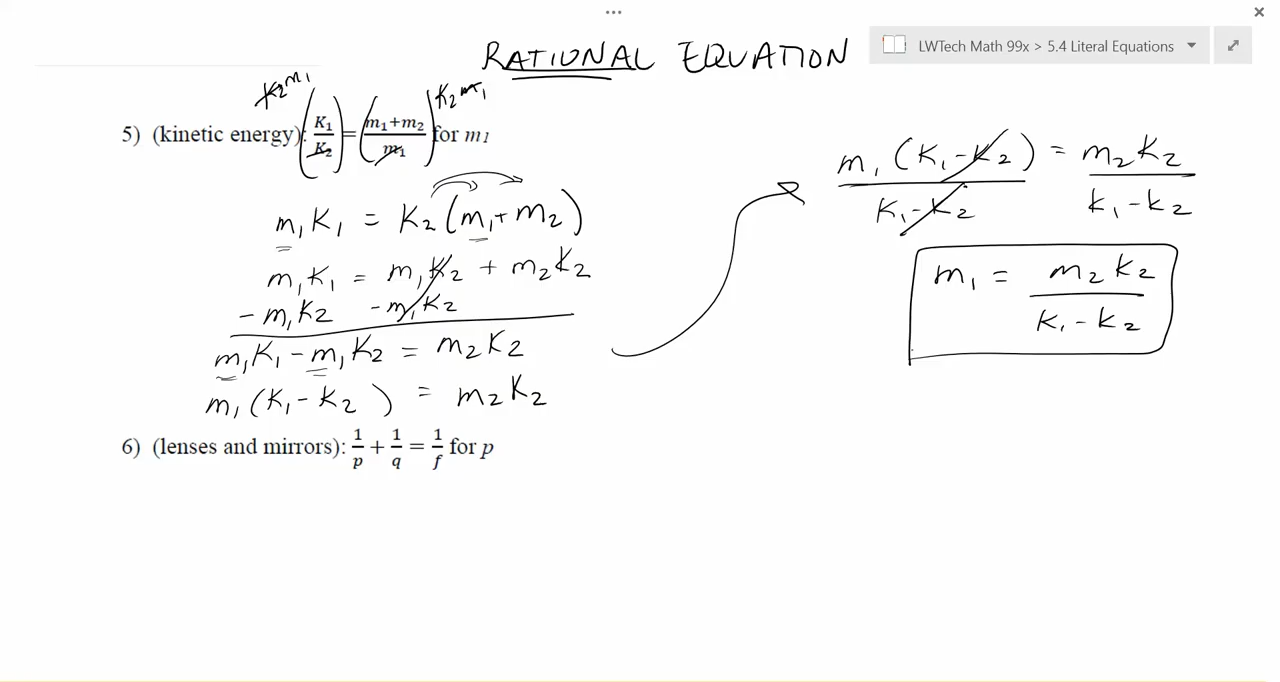 RATIONAL EQUATION
LWTech Math 99x > 5.4 Literal Equations
K₂m₁ K₂m₁
5) (kinetic energy): (K₁/K₂) = (m₁+m₂/m₁) for m₁
m₁K₁ = K₂(m₁+m₂)
m₁K₁ = m₁K₂ + m₂K₂
-m₁K₂ -m₁K₂
m₁K₁ - m₁K₂ = m₂K₂
m₁(K₁-K₂) = m₂K₂
m₁(K₁-K₂)/K₁-K₂ = m₂K₂/K₁-K₂
m₁ = m₂K₂/K₁-K₂
6) (lenses and mirrors): 1/p + 1/q = 1/f for p